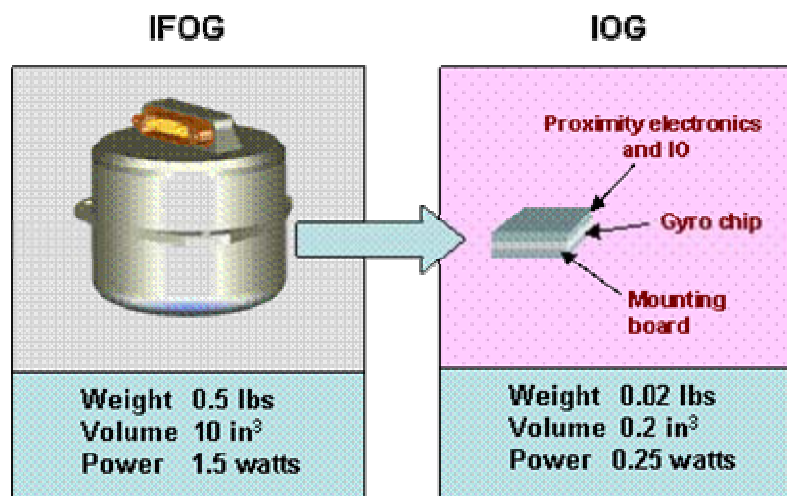 IFOG
IOG
Proximity electronics
and IO
Gyro chip
Mounting
board
Weight 0.5 lbs
Volume 10 in³
Power 1.5 watts
Weight 0.02 lbs
Volume 0.2 in³
Power 0.25 watts